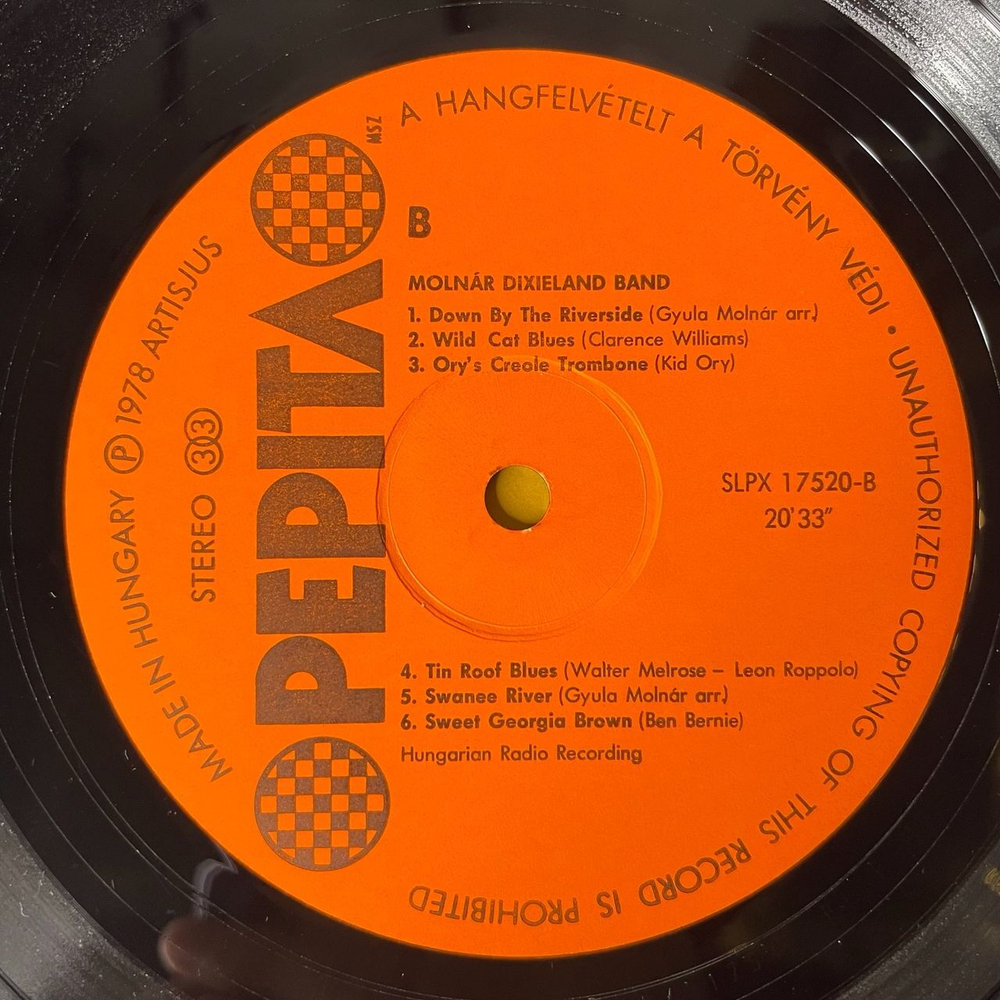 A HANGFELVÉTELT A TÖRVÉNY VÉDI • UNAUTHORIZED COPYING OF THIS RECORD IS PROHIBITED
MADE IN HUNGARY Ⓟ 1978 ARTISJUS
MSZ
PEPITA
STEREO 33
B
MOLNÁR DIXIELAND BAND
1. Down By The Riverside (Gyula Molnár arr.)
2. Wild Cat Blues (Clarence Williams)
3. Ory's Creole Trombone (Kid Ory)
SLPX 17520-B
20'33"
4. Tin Roof Blues (Walter Melrose – Leon Roppolo)
5. Swanee River (Gyula Molnár arr.)
6. Sweet Georgia Brown (Ben Bernie)
Hungarian Radio Recording